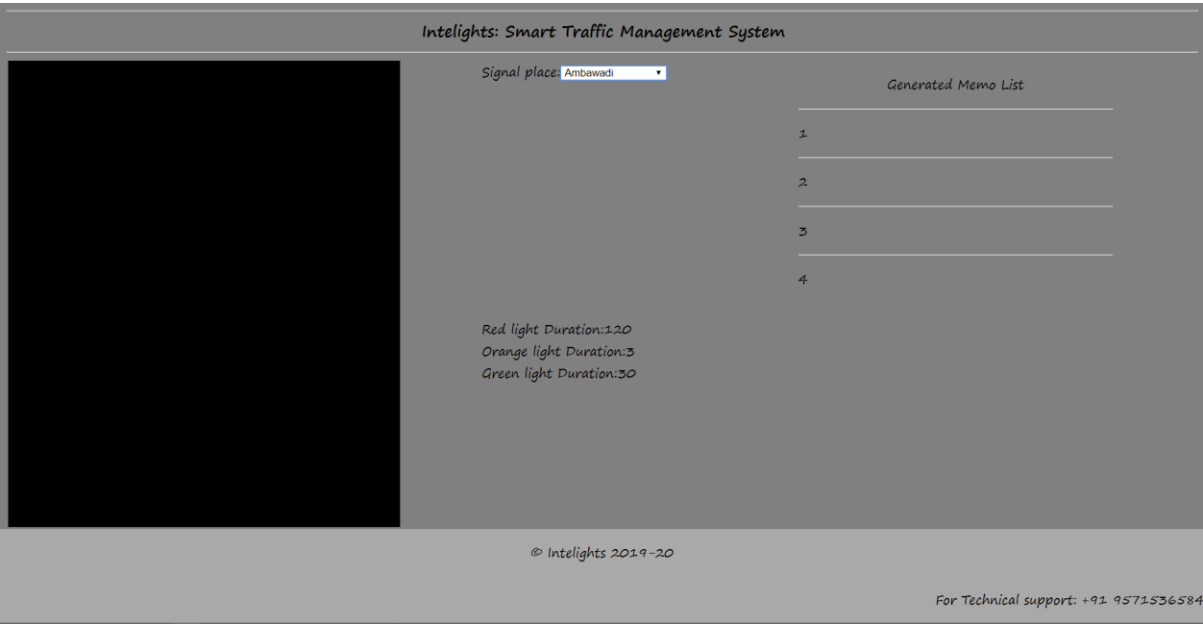 Intelights: Smart Traffic Management System
Signal place: Ambawadi
Generated Memo List
1
2
3
4
Red light Duration:120
Orange light Duration:3
Green light Duration:30
© Intelights 2019-20
For Technical support: +91 9571536584